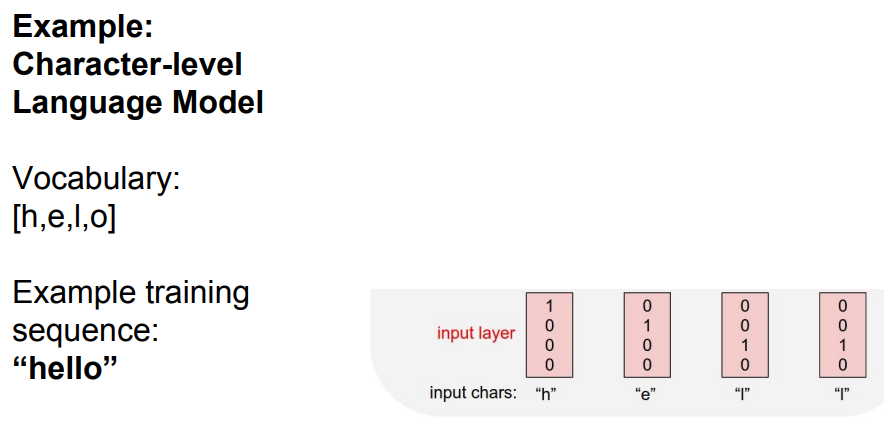 Example:
Character-level
Language Model
Vocabulary:
[h,e,l,o]
Example training
sequence:
“hello”
input layer
1 0 0 0
0 1 0 0
0 0 1 1
0 0 0 0
input chars: “h” “e” “l” “l”